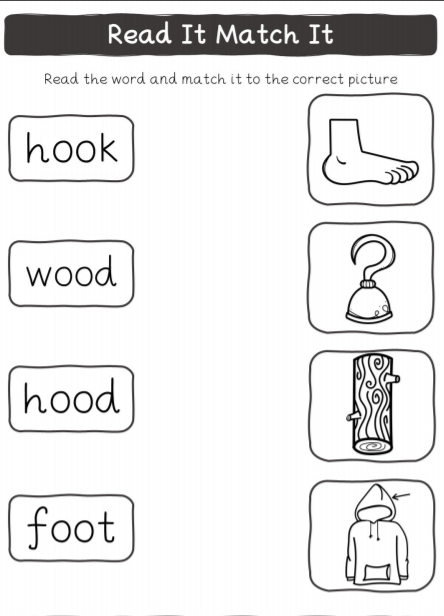 Read It Match It
Read the word and match it to the correct picture
hook
wood
hood
foot